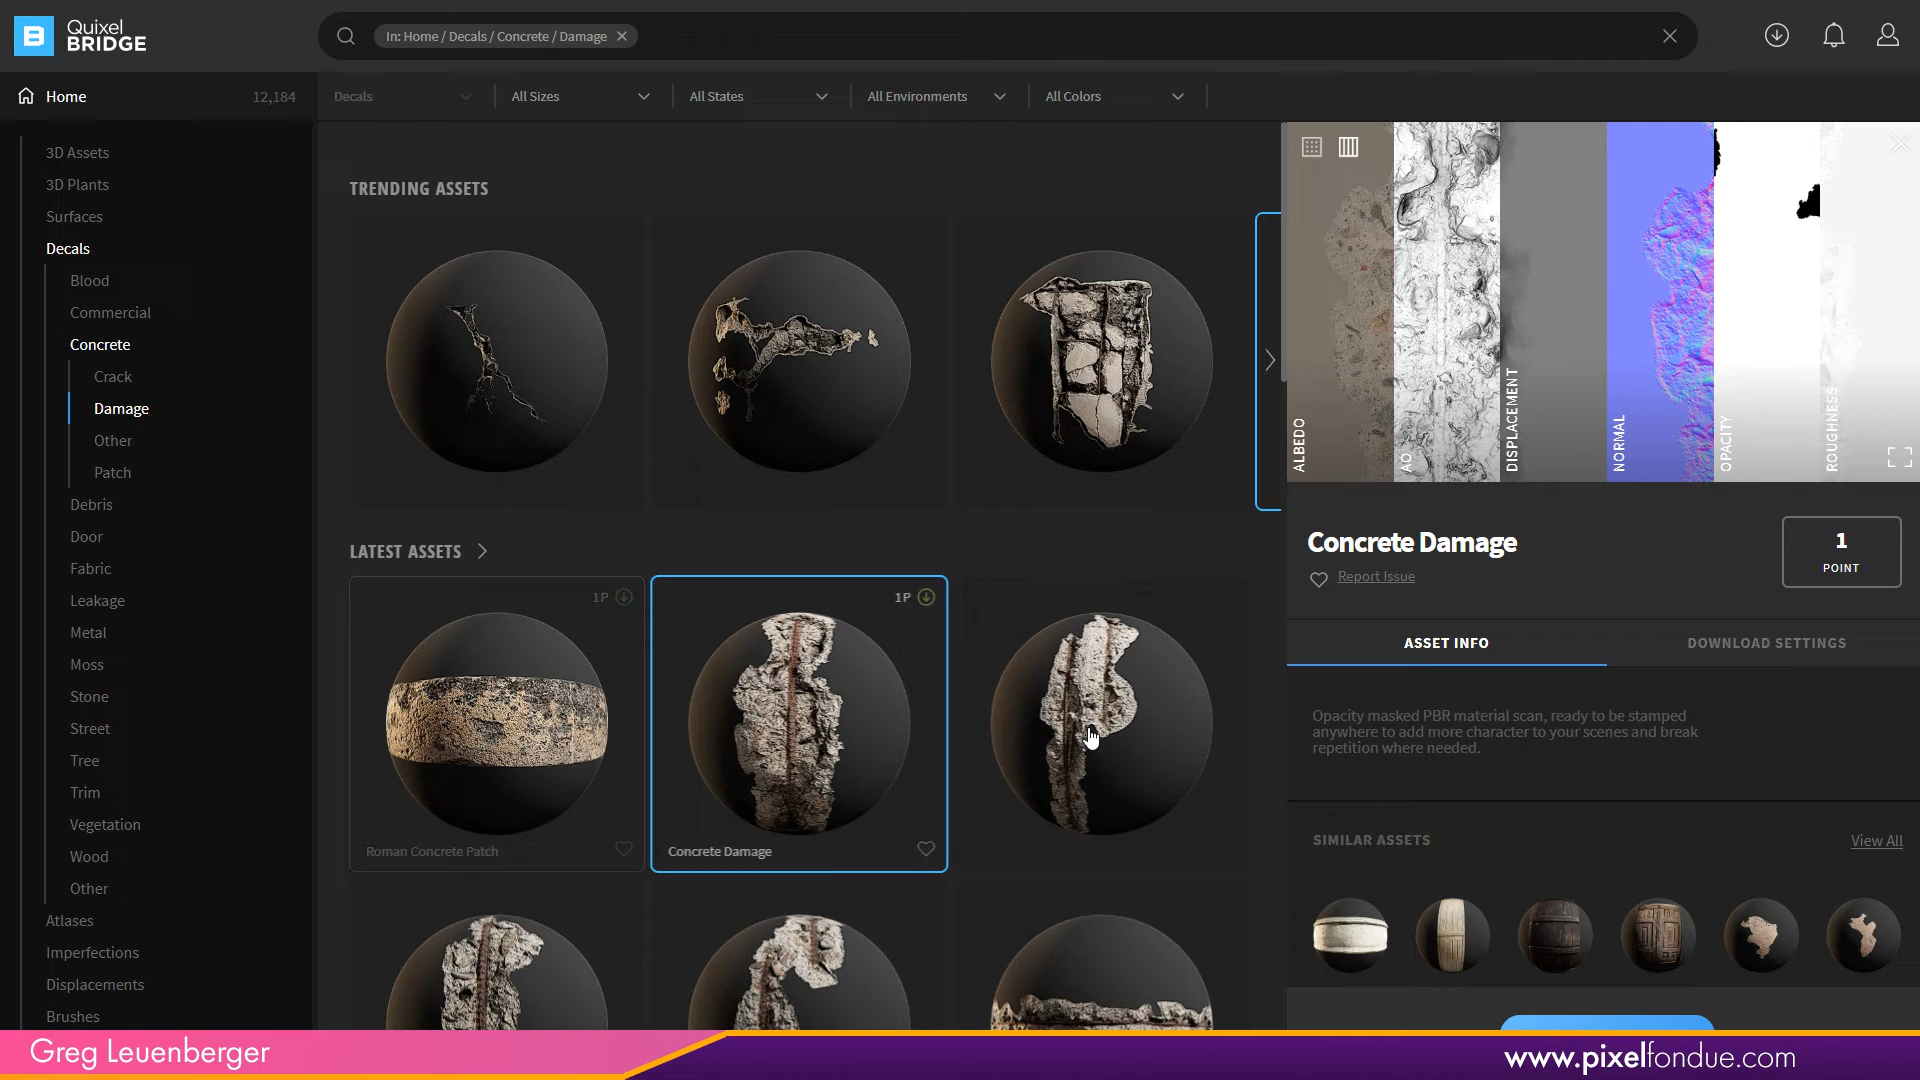 Quixel
BRIDGE
In: Home / Decals / Concrete / Damage
Home
12,184
Decals
All Sizes
All States
All Environments
All Colors
3D Assets
3D Plants
Surfaces
Decals
Blood
Commercial
Concrete
Crack
Damage
Other
Patch
Debris
Door
Fabric
Leakage
Metal
Moss
Stone
Street
Tree
Trim
Vegetation
Wood
Other
Atlases
Imperfections
Displacements
Brushes
TRENDING ASSETS
LATEST ASSETS
1P
Roman Concrete Patch
1P
Concrete Damage
ALBEDO
AO
DISPLACEMENT
NORMAL
OPACITY
ROUGHNESS
Concrete Damage
Report Issue
1
POINT
ASSET INFO
DOWNLOAD SETTINGS
Opacity masked PBR material scan, ready to be stamped
anywhere to add more character to your scenes and break
repetition where needed.
SIMILAR ASSETS
View All
Greg Leuenberger
www.pixelfondue.com